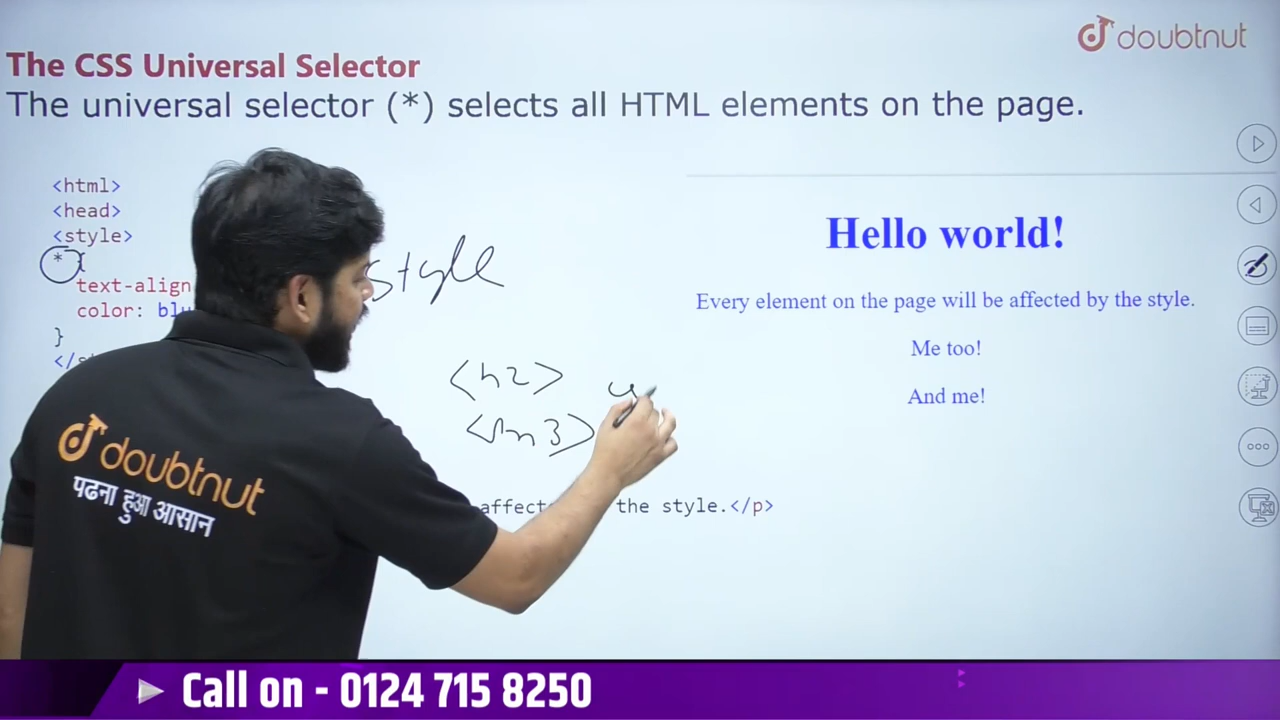 doubtnut
The CSS Universal Selector
The universal selector (*) selects all HTML elements on the page.
<html>
<head>
<style>
* {
text-align
color: blu
}
</
style
<h2>
<h3>
the style.</p>
Hello world!
Every element on the page will be affected by the style.
Me too!
And me!
doubtnut
पढना हुआ आसान
Call on - 0124 715 8250